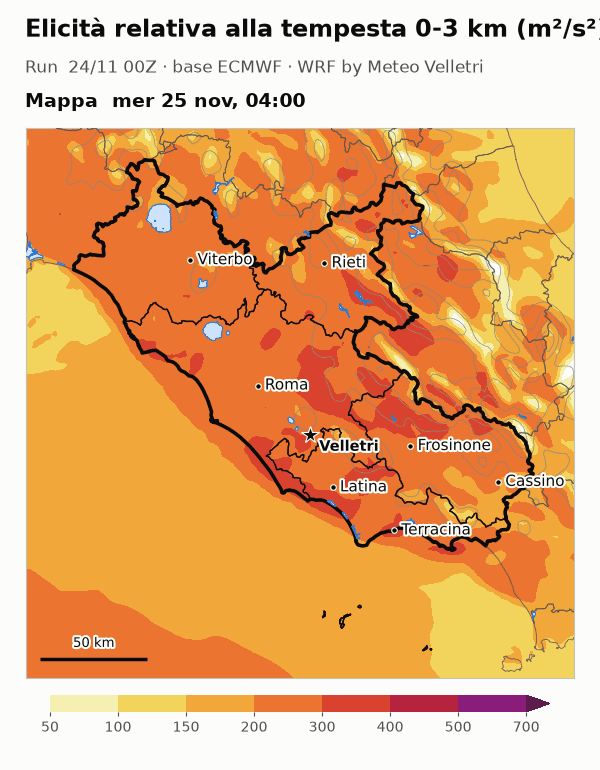 Elicità relativa alla tempesta 0-3 km (m²/s²)
Run  24/11 00Z · base ECMWF · WRF by Meteo Velletri
Mappa  mer 25 nov, 04:00
Viterbo
Rieti
Roma
Velletri
Frosinone
Cassino
Latina
Terracina
50 km
50 100 150 200 300 400 500 700